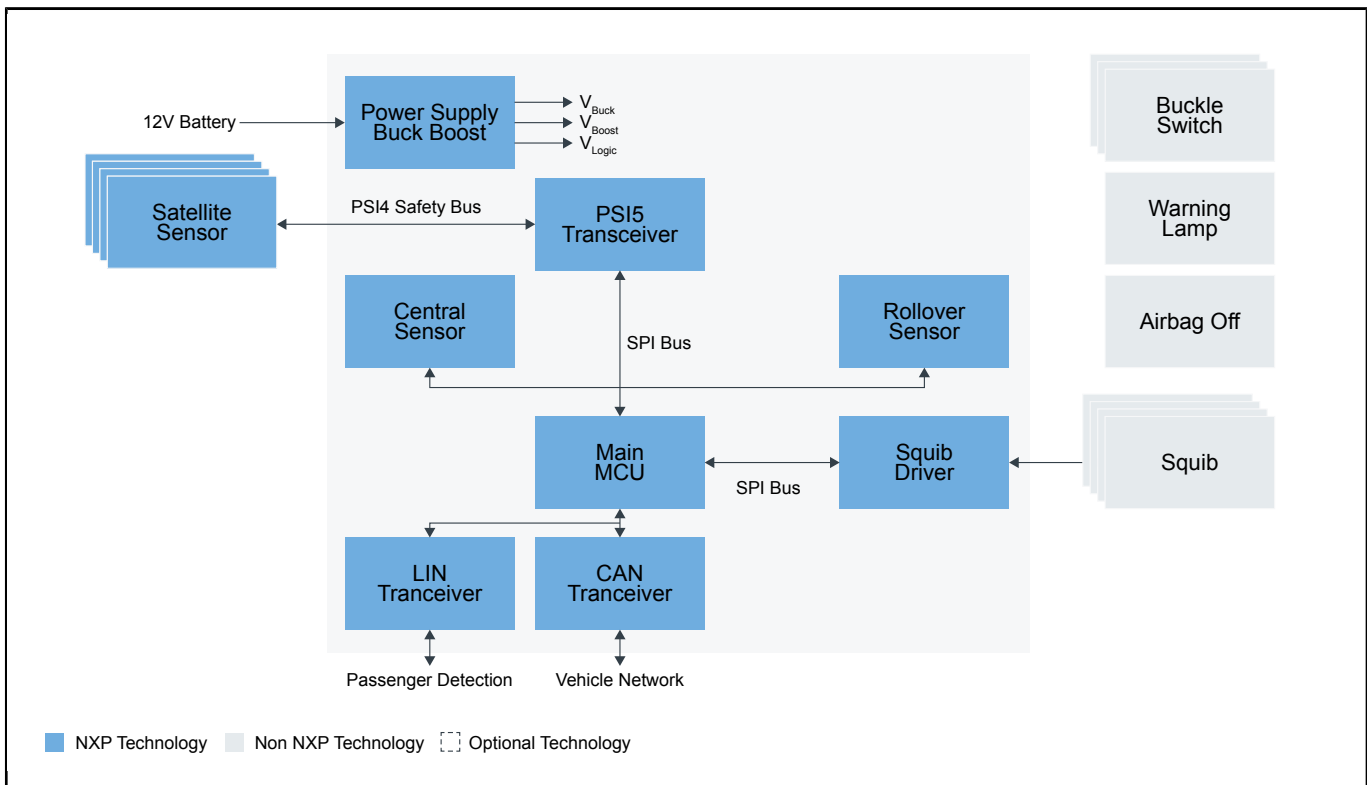 12V Battery
Power Supply
Buck Boost
VBuck
VBoost
VLogic
Buckle
Switch
Satellite
Sensor
PSI4 Safety Bus
PSI5
Transceiver
Warning
Lamp
Central
Sensor
SPI Bus
Rollover
Sensor
Airbag Off
Main
MCU
SPI Bus
Squib
Driver
Squib
LIN
Tranceiver
CAN
Tranceiver
Passenger Detection
Vehicle Network
NXP Technology
Non NXP Technology
Optional Technology